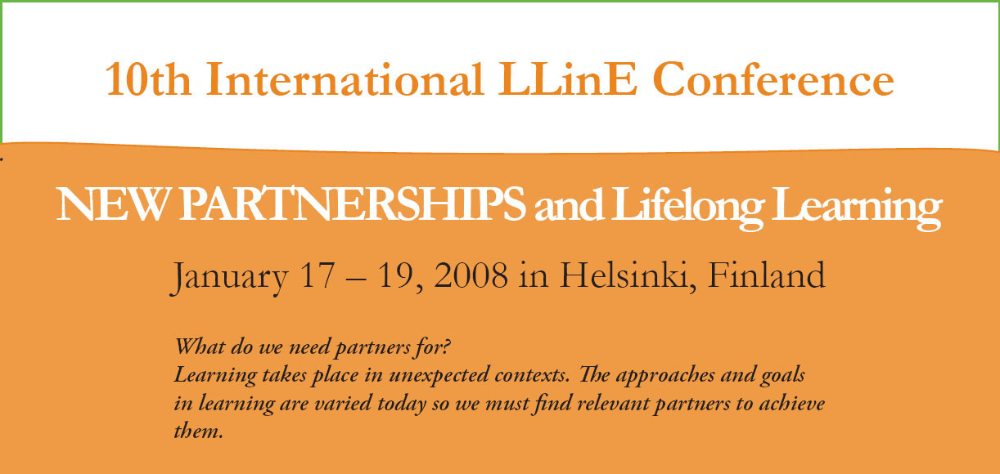 10th International LLinE Conference
NEW PARTNERSHIPS and Lifelong Learning
January 17 – 19, 2008 in Helsinki, Finland
What do we need partners for?
Learning takes place in unexpected contexts. The approaches and goals
in learning are varied today so we must find relevant partners to achieve
them.